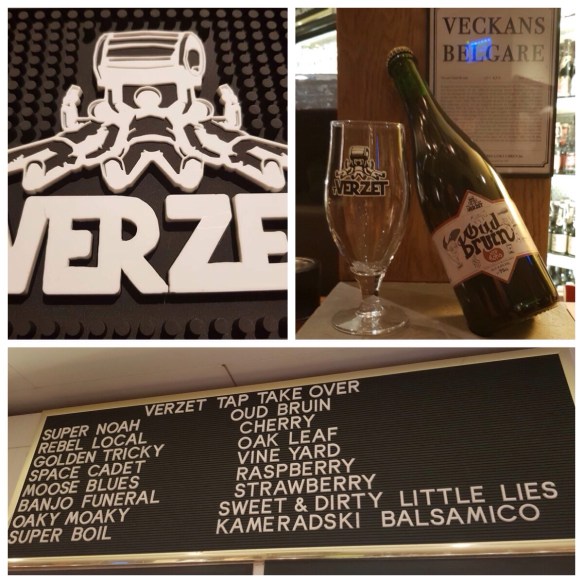 VERZE
VECKANS
BELGARE
VERZET
Oud
bruin
VERZET TAP TAKE OVER
SUPER NOAH
REBEL LOCAL
GOLDEN TRICKY
SPACE CADET
MOOSE BLUES
BANJO FUNERAL
OAKY MOAKY
SUPER BOIL
OUD BRUIN
CHERRY
OAK LEAF
VINE YARD
RASPBERRY
STRAWBERRY
SWEET & DIRTY LITTLE LIES
KAMERADSKI BALSAMICO